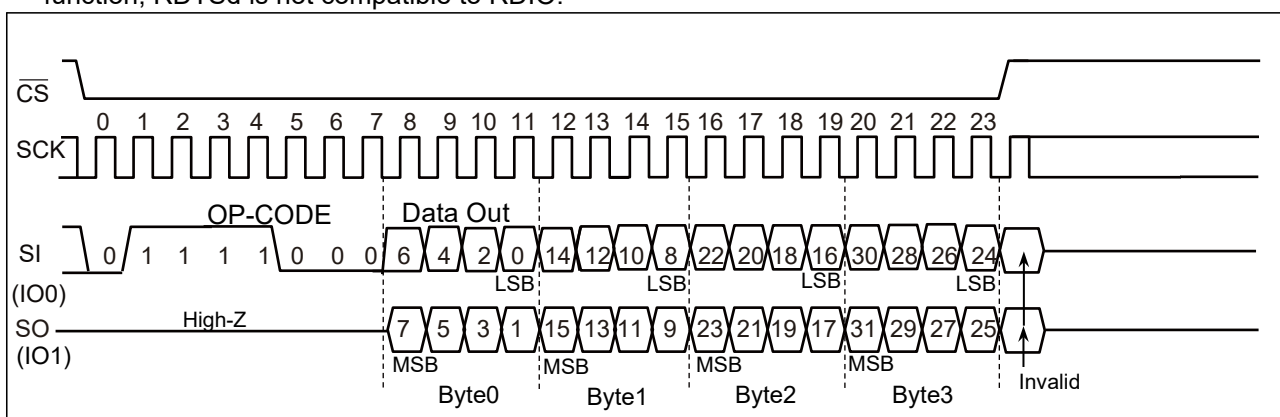 function, RDYCd is not compatible to RDIO.
CS
0 1 2 3 4 5 6 7 8 9 10 11 12 13 14 15 16 17 18 19 20 21 22 23
SCK
OP-CODE Data Out
SI 0 1 1 1 1 0 0 0 6 4 2 0 14 12 10 8 22 20 18 16 30 28 26 24
LSB LSB LSB LSB
(IO0)
SO High-Z 7 5 3 1 15 13 11 9 23 21 19 17 31 29 27 25
(IO1)
MSB MSB MSB MSB
Invalid
Byte0 Byte1 Byte2 Byte3